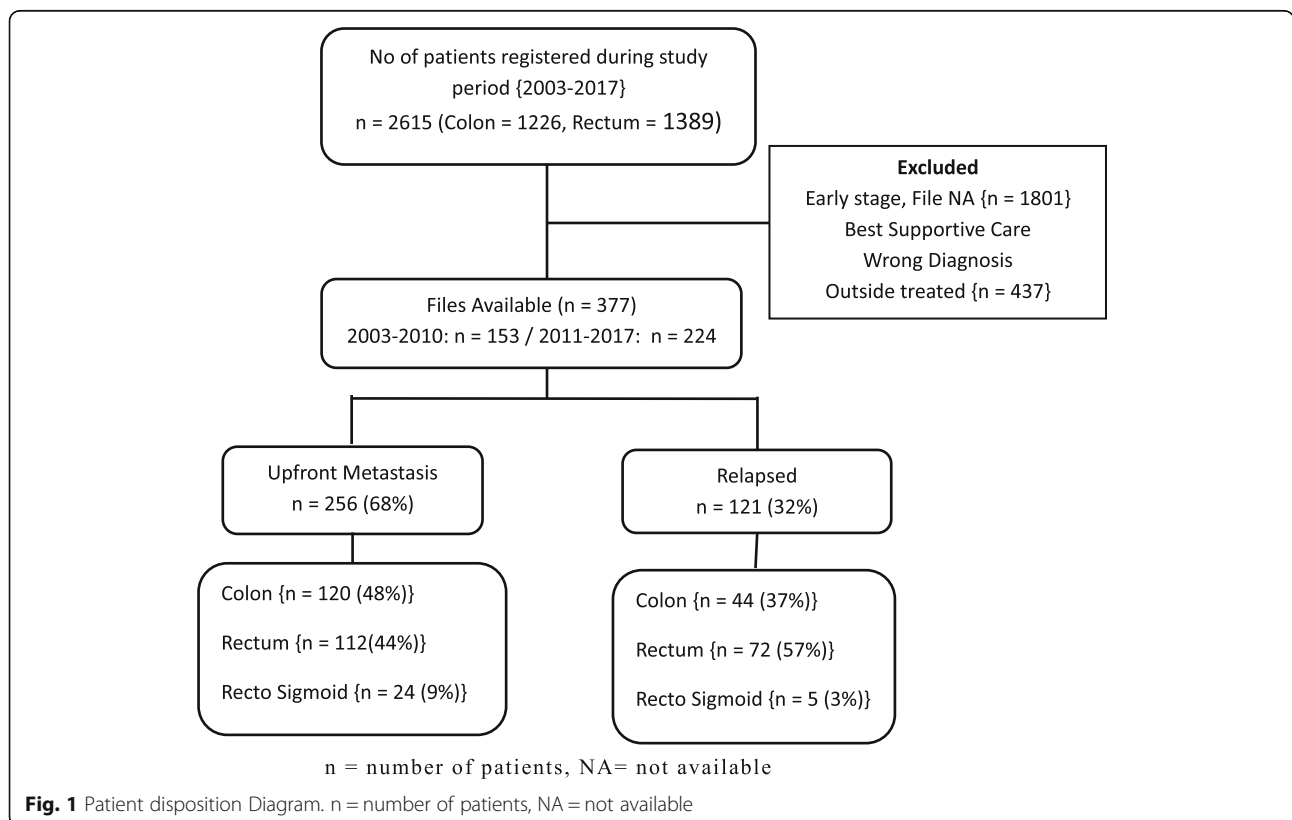 No of patients registered during study
period {2003-2017}
n = 2615 (Colon = 1226, Rectum = 1389)
Excluded
Early stage, File NA {n = 1801}
Best Supportive Care
Wrong Diagnosis
Outside treated {n = 437}
Files Available (n = 377)
2003-2010: n = 153 / 2011-2017: n = 224
Upfront Metastasis
n = 256 (68%)
Relapsed
n = 121 (32%)
Colon {n = 120 (48%)}
Rectum {n = 112(44%)}
Recto Sigmoid {n = 24 (9%)}
Colon {n = 44 (37%)}
Rectum {n = 72 (57%)}
Recto Sigmoid {n = 5 (3%)}
n = number of patients, NA= not available
Fig. 1 Patient disposition Diagram. n = number of patients, NA = not available